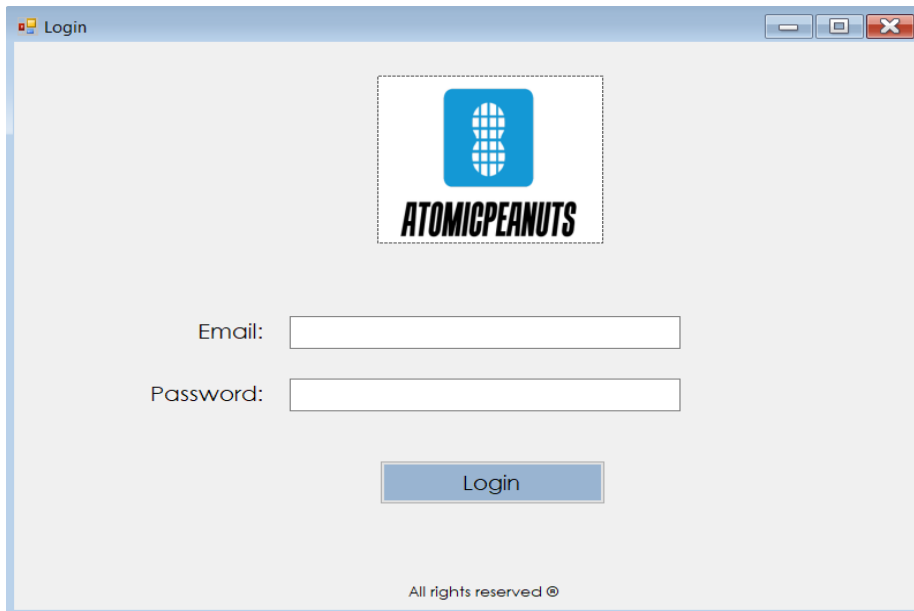 Login
ATOMICPEANUTS
Email:
Password:
Login
All rights reserved ®